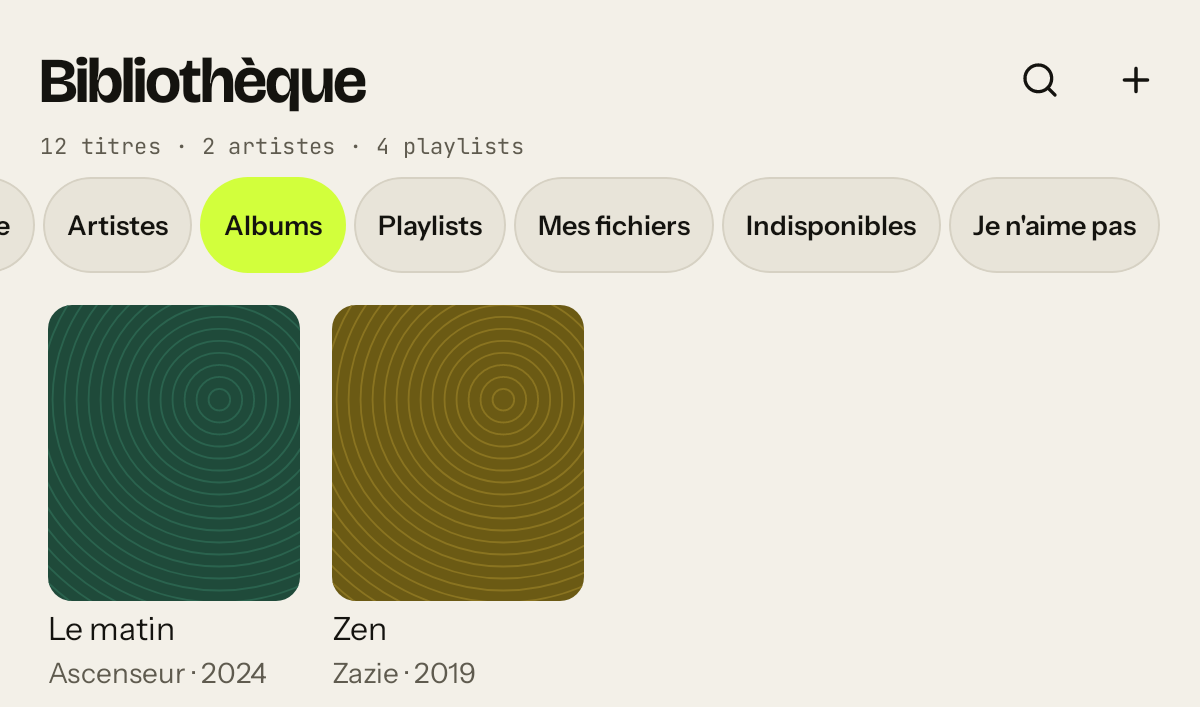 Bibliothèque
12 titres · 2 artistes · 4 playlists
Artistes Albums Playlists Mes fichiers Indisponibles Je n'aime pas
Le matin Zen
Ascenseur · 2024 Zazie · 2019